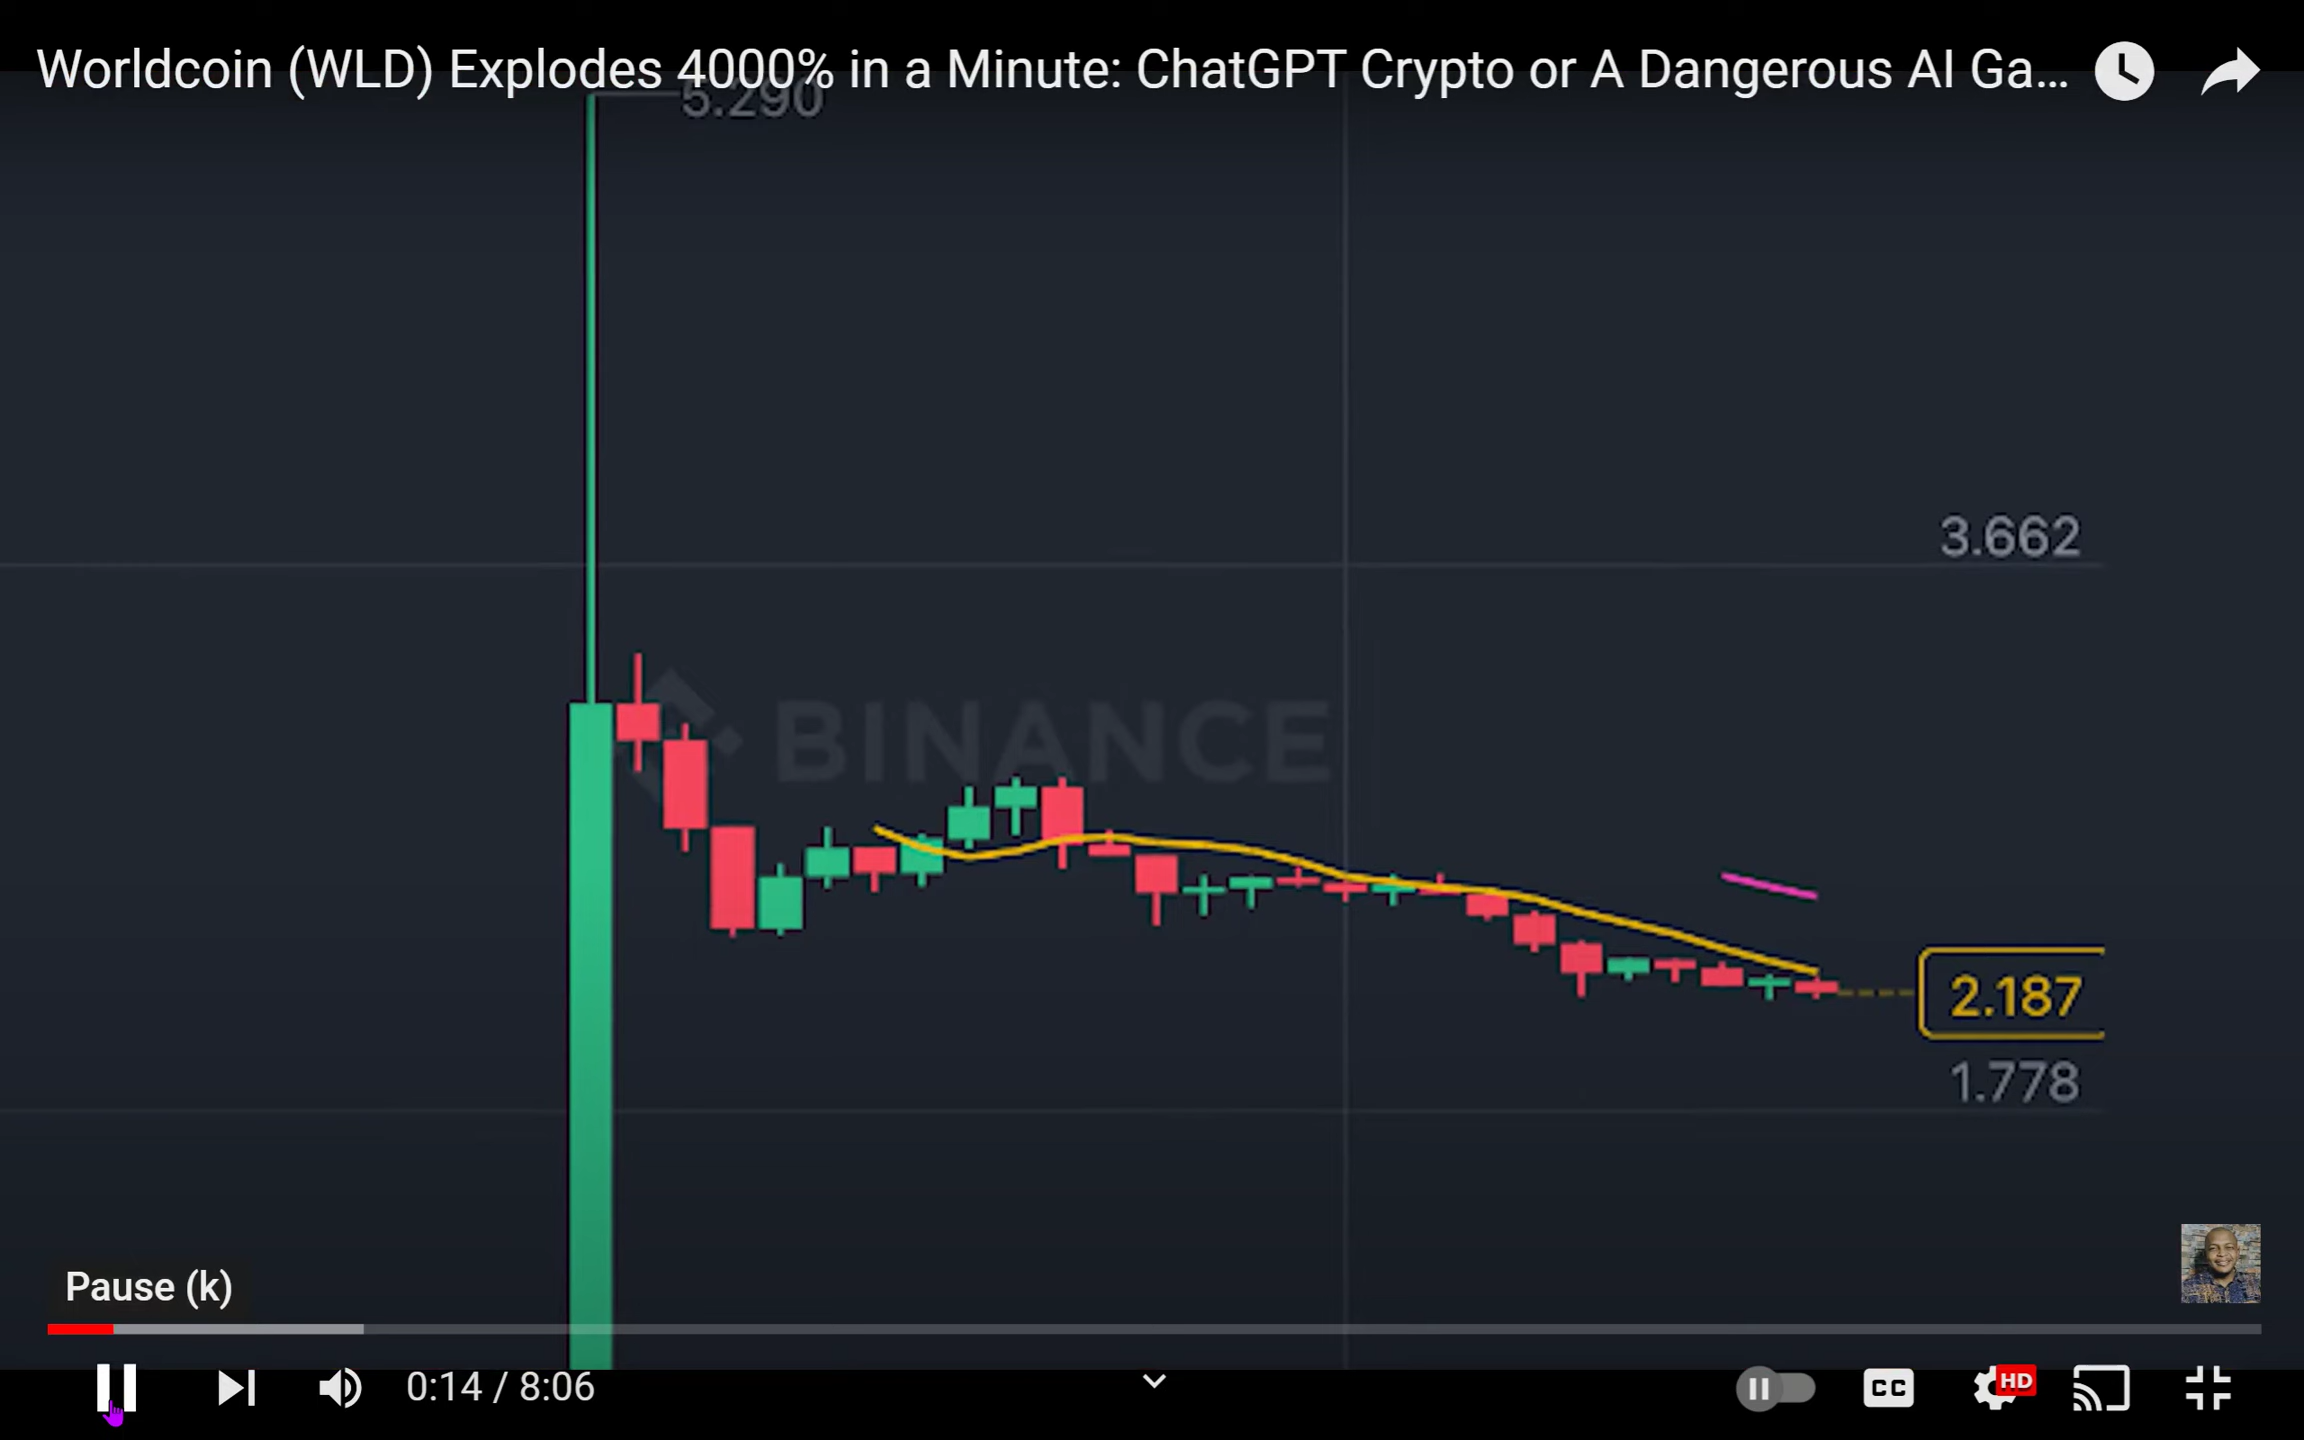 Worldcoin (WLD) Explodes 4000% in a Minute: ChatGPT Crypto or A Dangerous AI Ga...
5.290
3.662
BINANCE
2.187
1.778
Pause (k)
0:14 / 8:06
CC
HD